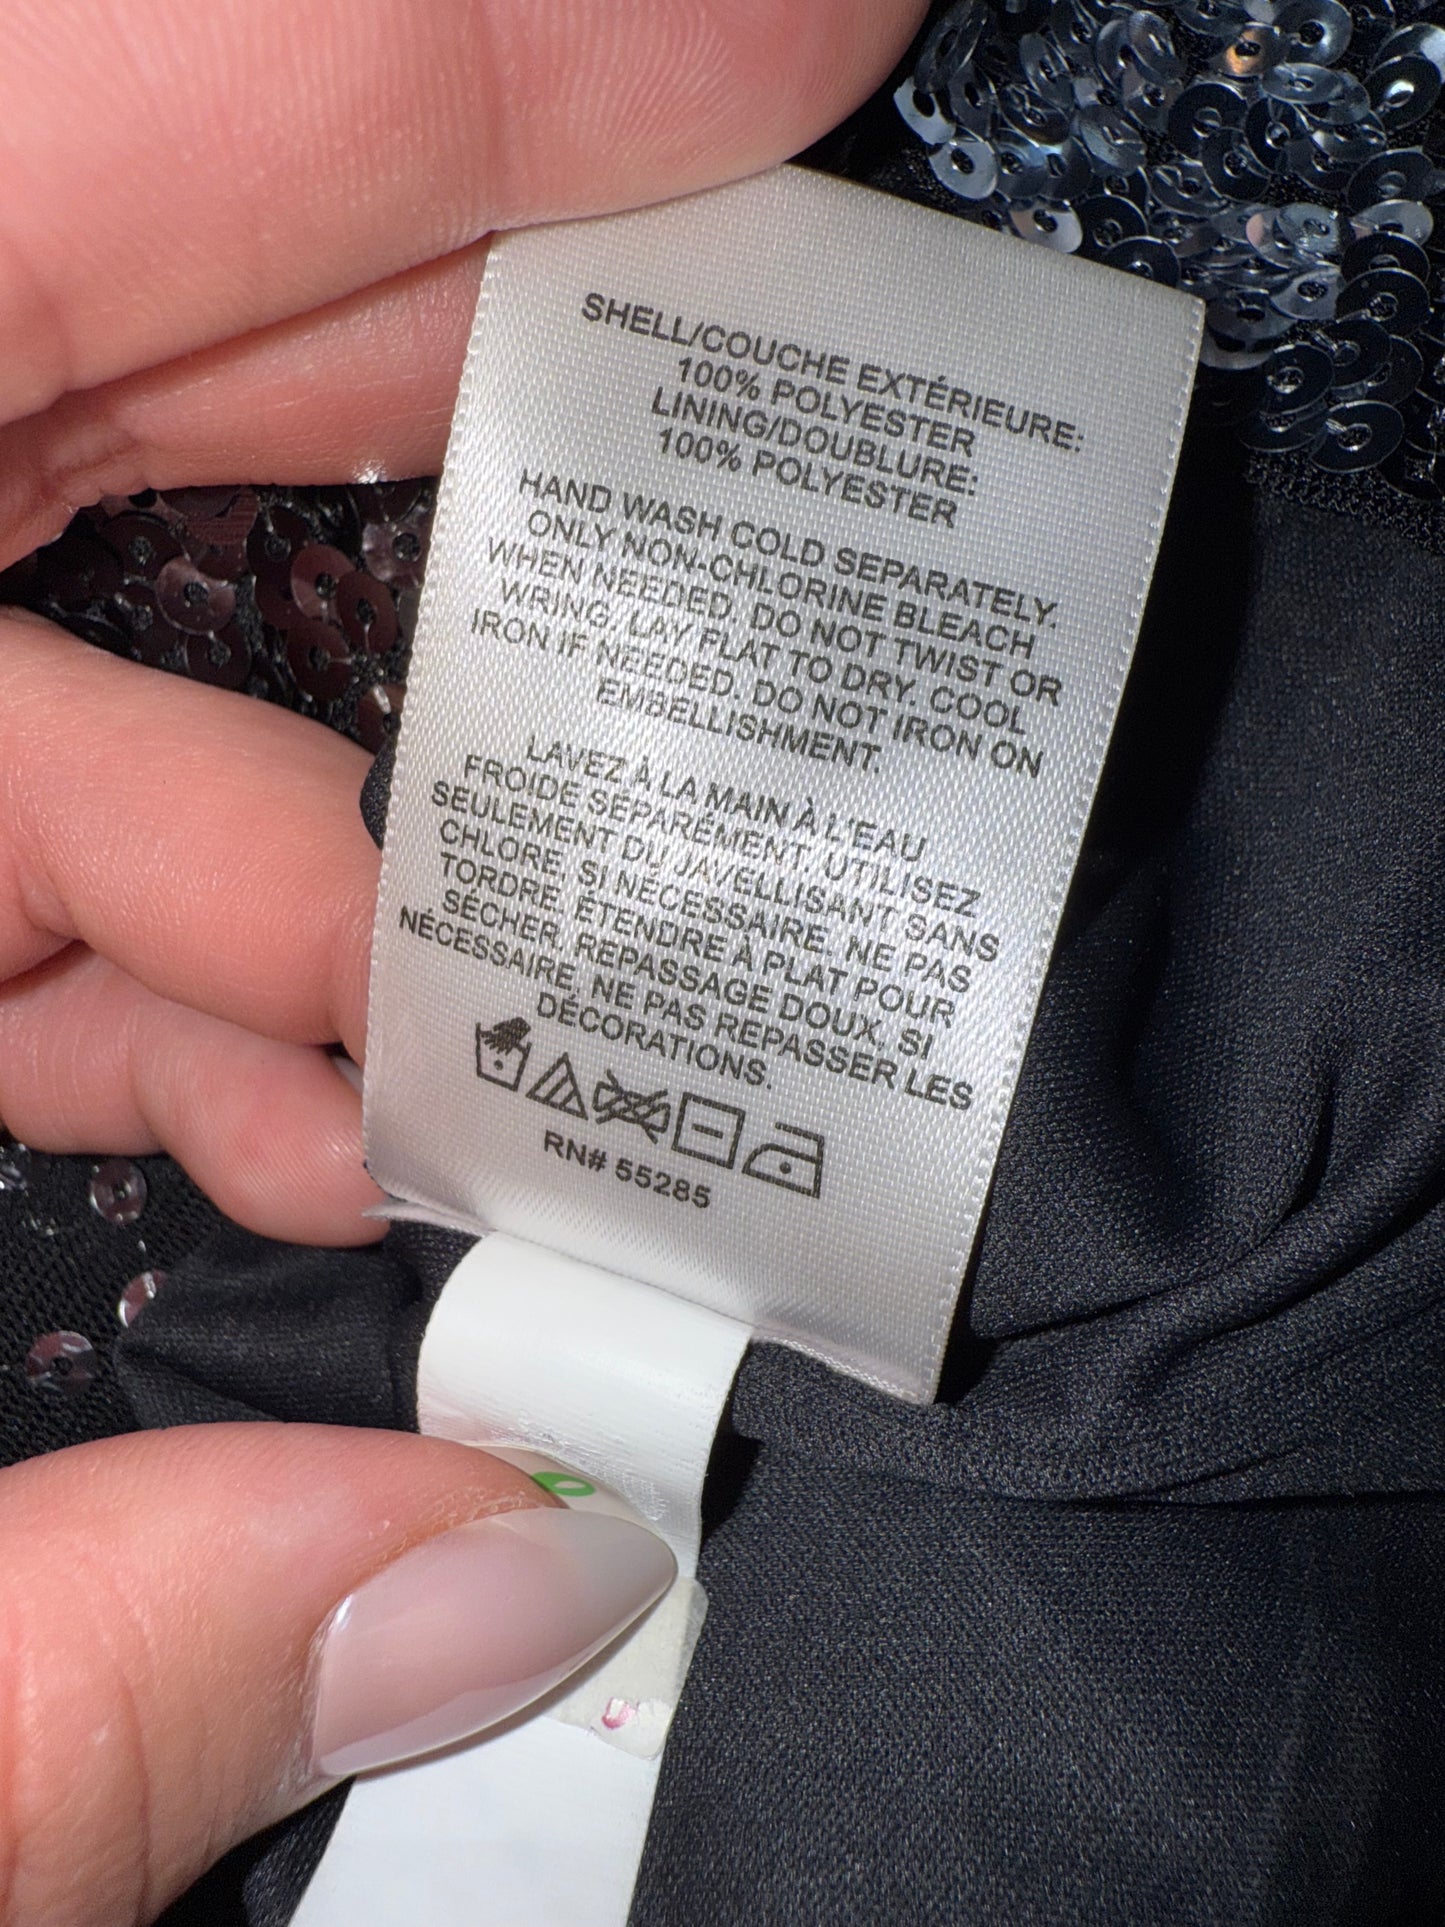 SHELL/COUCHE EXTÉRIEURE:
100% POLYESTER
LINING/DOUBLURE:
100% POLYESTER
HAND WASH COLD SEPARATELY.
ONLY NON-CHLORINE BLEACH
WHEN NEEDED. DO NOT TWIST OR
WRING, LAY FLAT TO DRY. COOL
IRON IF NEEDED. DO NOT IRON ON
EMBELLISHMENT.
LAVEZ À LA MAIN À L'EAU
FROIDE SÉPARÉMENT. UTILISEZ
SEULEMENT DU JAVELLISANT SANS
CHLORE, SI NÉCESSAIRE. NE PAS
TORDRE, ÉTENDRE À PLAT POUR
SÉCHER. REPASSAGE DOUX, SI
NÉCESSAIRE, NE PAS REPASSER LES
DÉCORATIONS.
RN# 55285